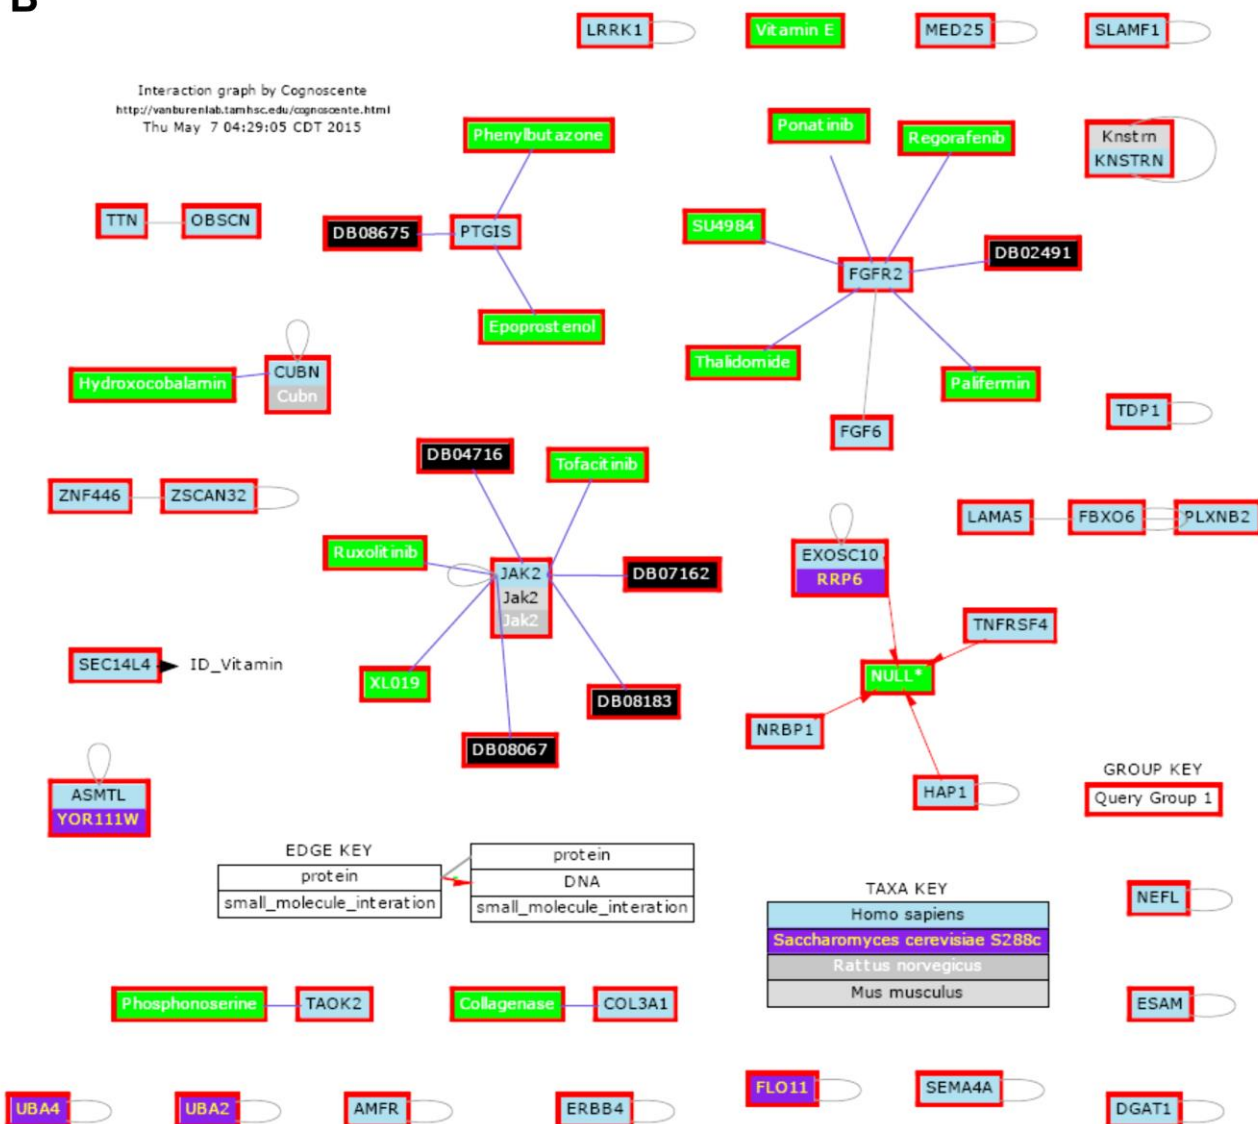 B
LRRK1
Vitamin E
MED25
SLAMF1
Interaction graph by Cognoscente
http://vanburenlab.tamhsc.edu/cognoscente.html
Thu May 7 04:29:05 CDT 2015
Phenylbutazone
Ponatinib
Regorafenib
Knstrn
KNSTRN
TTN
OBSCN
DB08675
PTGIS
SU4984
DB02491
FGFR2
Epoprostenol
Hydroxocobalamin
CUBN
Cubn
Thalidomide
Palifermin
TDP1
FGF6
DB04716
Tofacitinib
ZNF446
ZSCAN32
LAMA5
FBXO6
PLXNB2
Ruxolitinib
JAK2
Jak2
Jak2
DB07162
EXOSC10
RRP6
TNFRSF4
SEC14L4
ID_Vitamin
XL019
DB08183
NULL*
DB08067
NRBP1
HAP1
ASMTL
YOR111W
GROUP KEY
Query Group 1
EDGE KEY
protein
small_molecule_interation
protein
DNA
small_molecule_interation
TAXA KEY
Homo sapiens
Saccharomyces cerevisiae S288c
Rattus norvegicus
Mus musculus
NEFL
Phosphonoserine
TAOK2
Collagenase
COL3A1
ESAM
UBA4
UBA2
AMFR
ERBB4
FLO11
SEMA4A
DGAT1